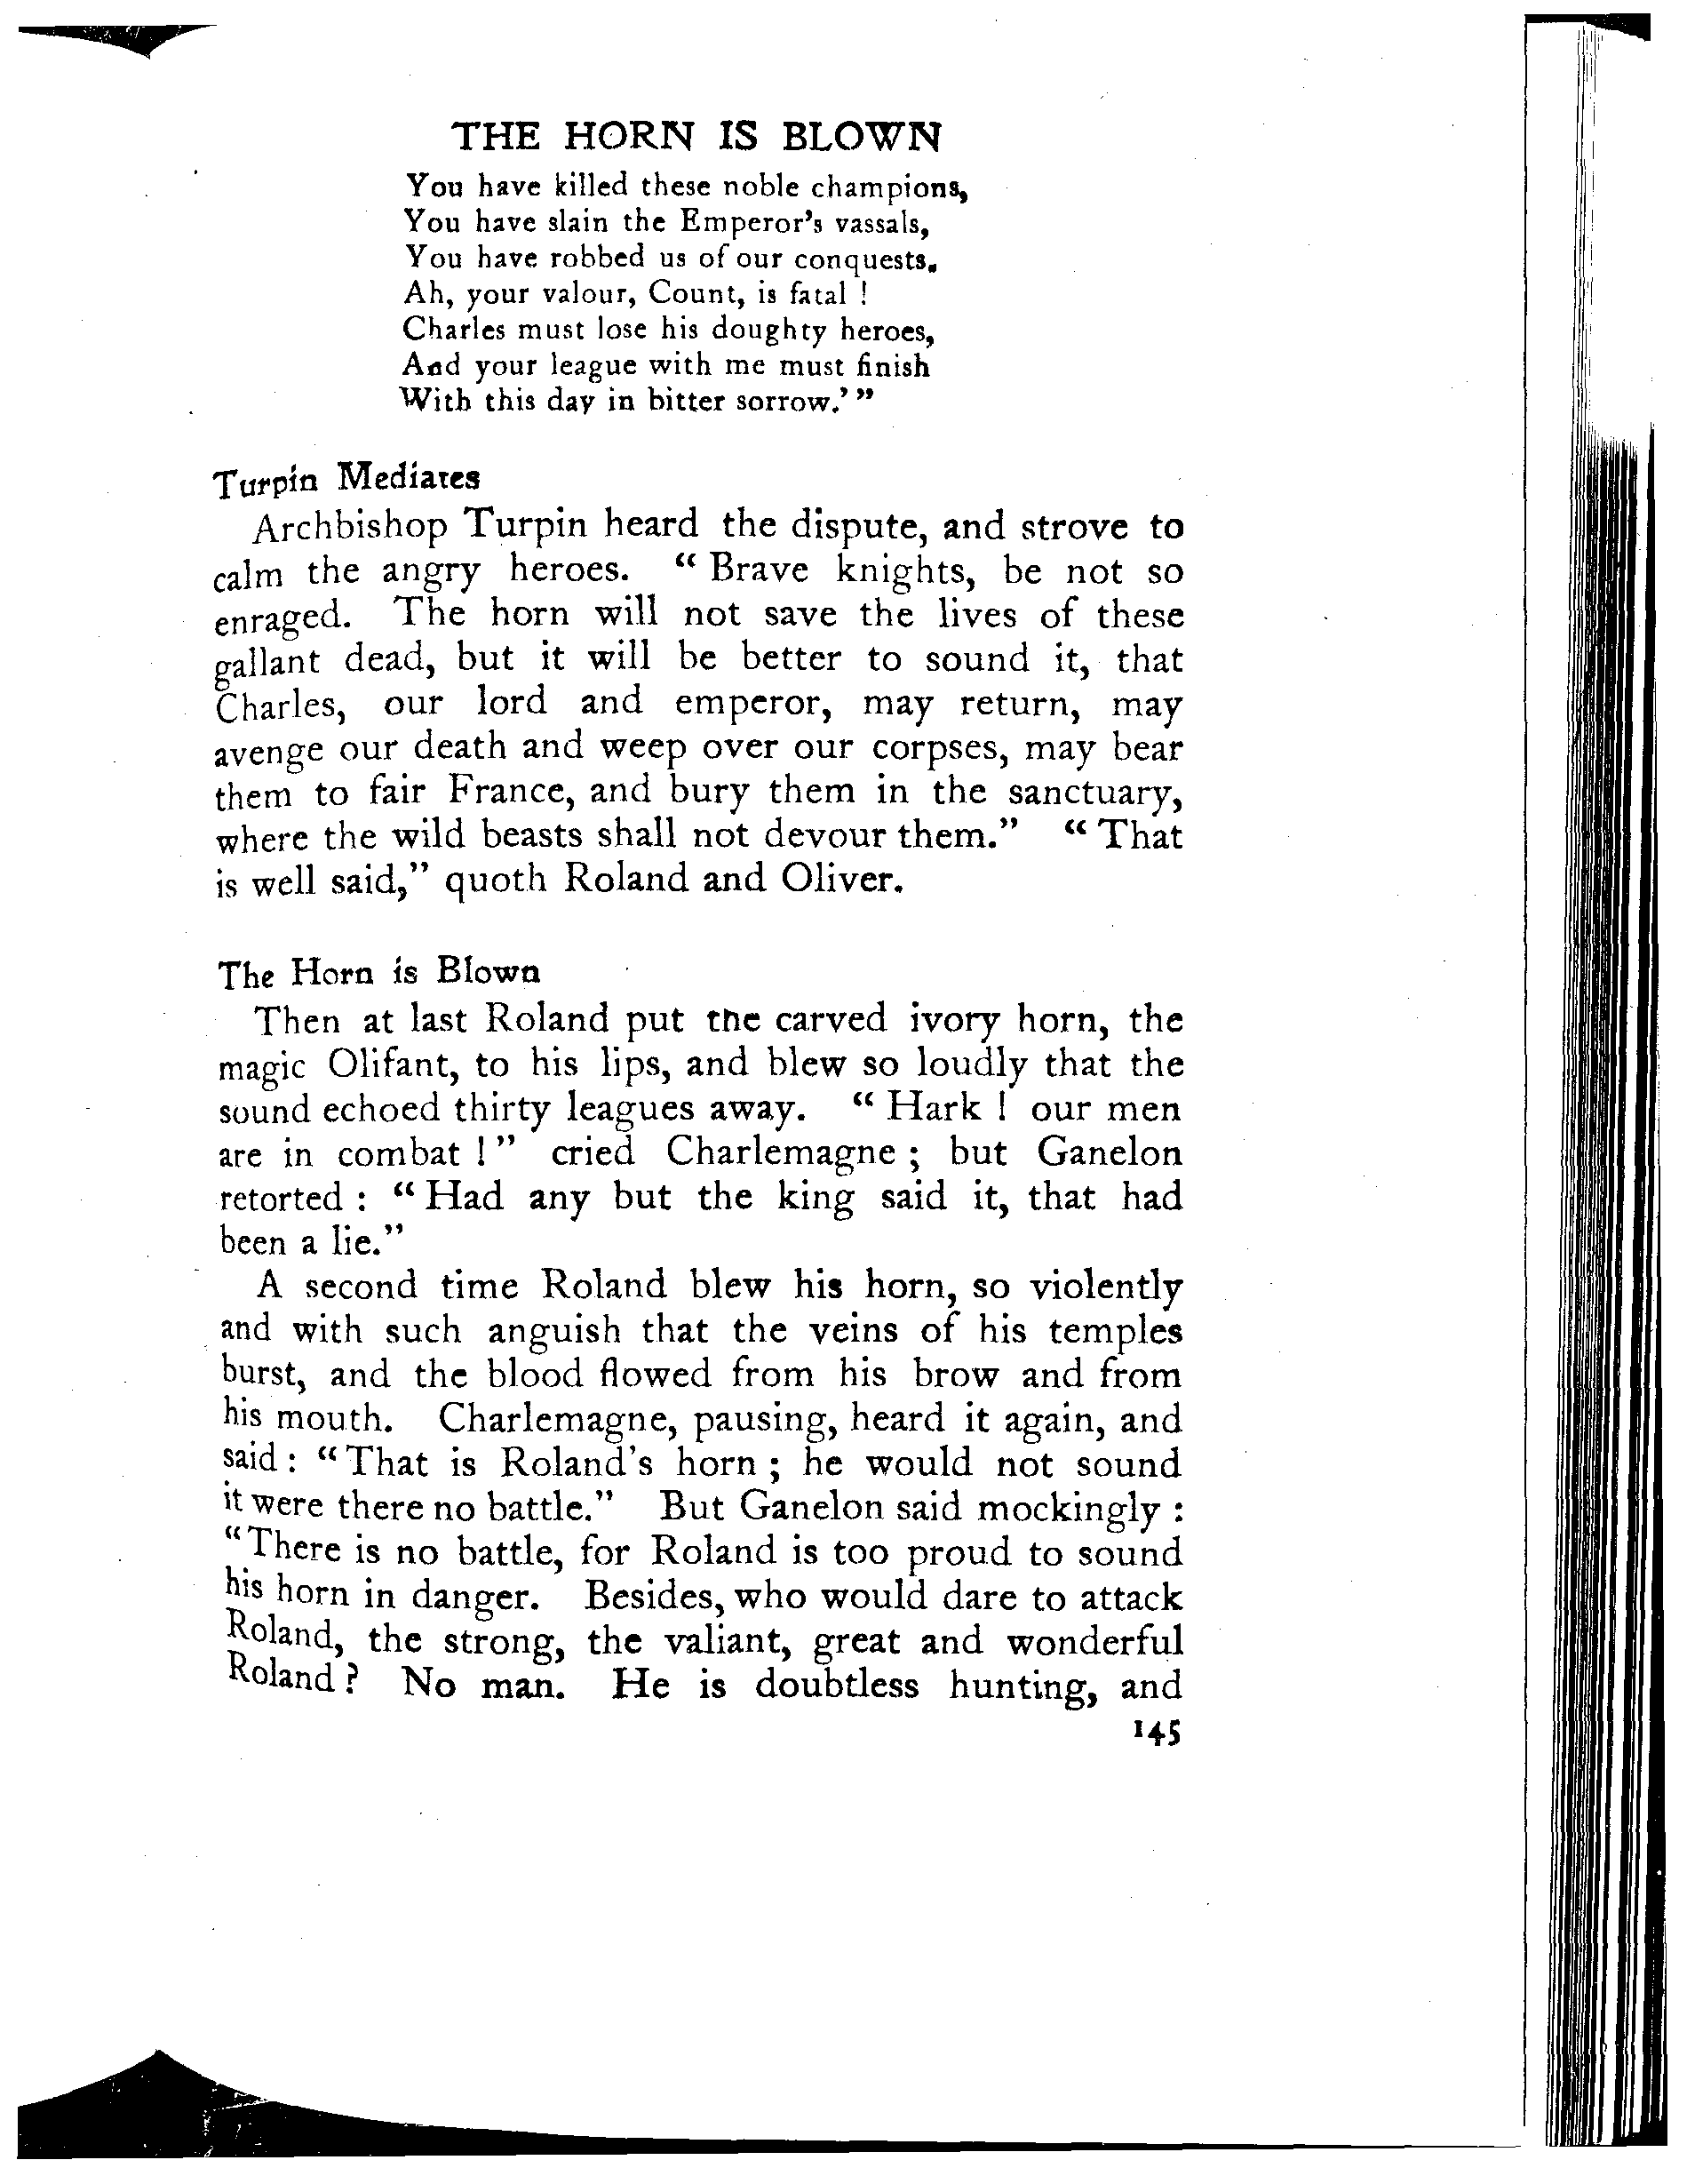 THE HORN IS BLOWN
You have killed these noble champions,
You have slain the Emperor's vassals,
You have robbed us of our conquests.
Ah, your valour, Count, is fatal !
Charles must lose his doughty heroes,
And your league with me must finish
With this day in bitter sorrow.' ”
Turpin Mediates
Archbishop Turpin heard the dispute, and strove to
calm the angry heroes. “ Brave knights, be not so
enraged. The horn will not save the lives of these
gallant dead, but it will be better to sound it, that
Charles, our lord and emperor, may return, may
avenge our death and weep over our corpses, may bear
them to fair France, and bury them in the sanctuary,
where the wild beasts shall not devour them.” “ That
is well said,” quoth Roland and Oliver.
The Horn is Blown
Then at last Roland put the carved ivory horn, the
magic Olifant, to his lips, and blew so loudly that the
sound echoed thirty leagues away. “ Hark ! our men
are in combat ! ” cried Charlemagne ; but Ganelon
retorted : “ Had any but the king said it, that had
been a lie.”
A second time Roland blew his horn, so violently
and with such anguish that the veins of his temples
burst, and the blood flowed from his brow and from
his mouth. Charlemagne, pausing, heard it again, and
said : “ That is Roland's horn ; he would not sound
it were there no battle.” But Ganelon said mockingly :
“ There is no battle, for Roland is too proud to sound
his horn in danger. Besides, who would dare to attack
Roland, the strong, the valiant, great and wonderful
Roland ? No man. He is doubtless hunting, and
145